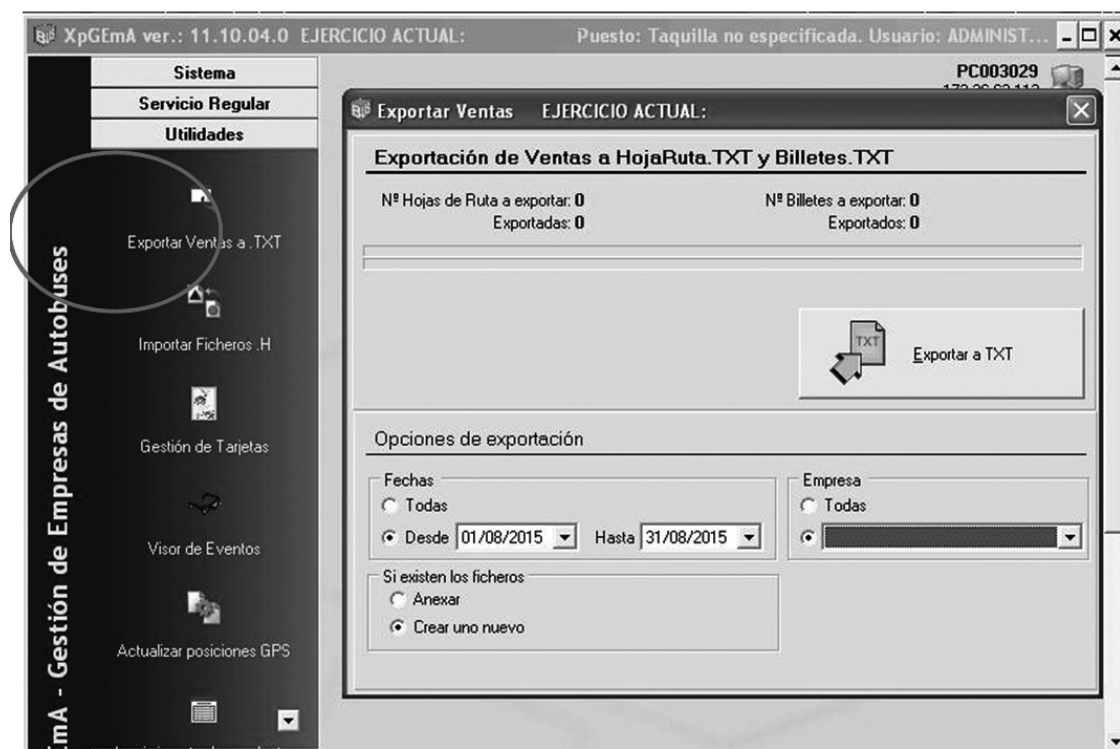 XpGEmA ver.: 11.10.04.0 EJERCICIO ACTUAL: Puesto: Taquilla no especificada. Usuario: ADMINIST...
PC003029
Sistema
Servicio Regular
Utilidades
Exportar Ventas a .TXT
Importar Ficheros .H
Gestión de Tarjetas
Visor de Eventos
Actualizar posiciones GPS
EmA - Gestión de Empresas de Autobuses
Exportar Ventas EJERCICIO ACTUAL:
Exportación de Ventas a HojaRuta.TXT y Billetes.TXT
Nº Hojas de Ruta a exportar: 0 Nº Billetes a exportar: 0
Exportadas: 0 Exportados: 0
TXT
Exportar a TXT
Opciones de exportación
Fechas
Todas
Desde 01/08/2015 Hasta 31/08/2015
Empresa
Todas
Si existen los ficheros
Anexar
Crear uno nuevo